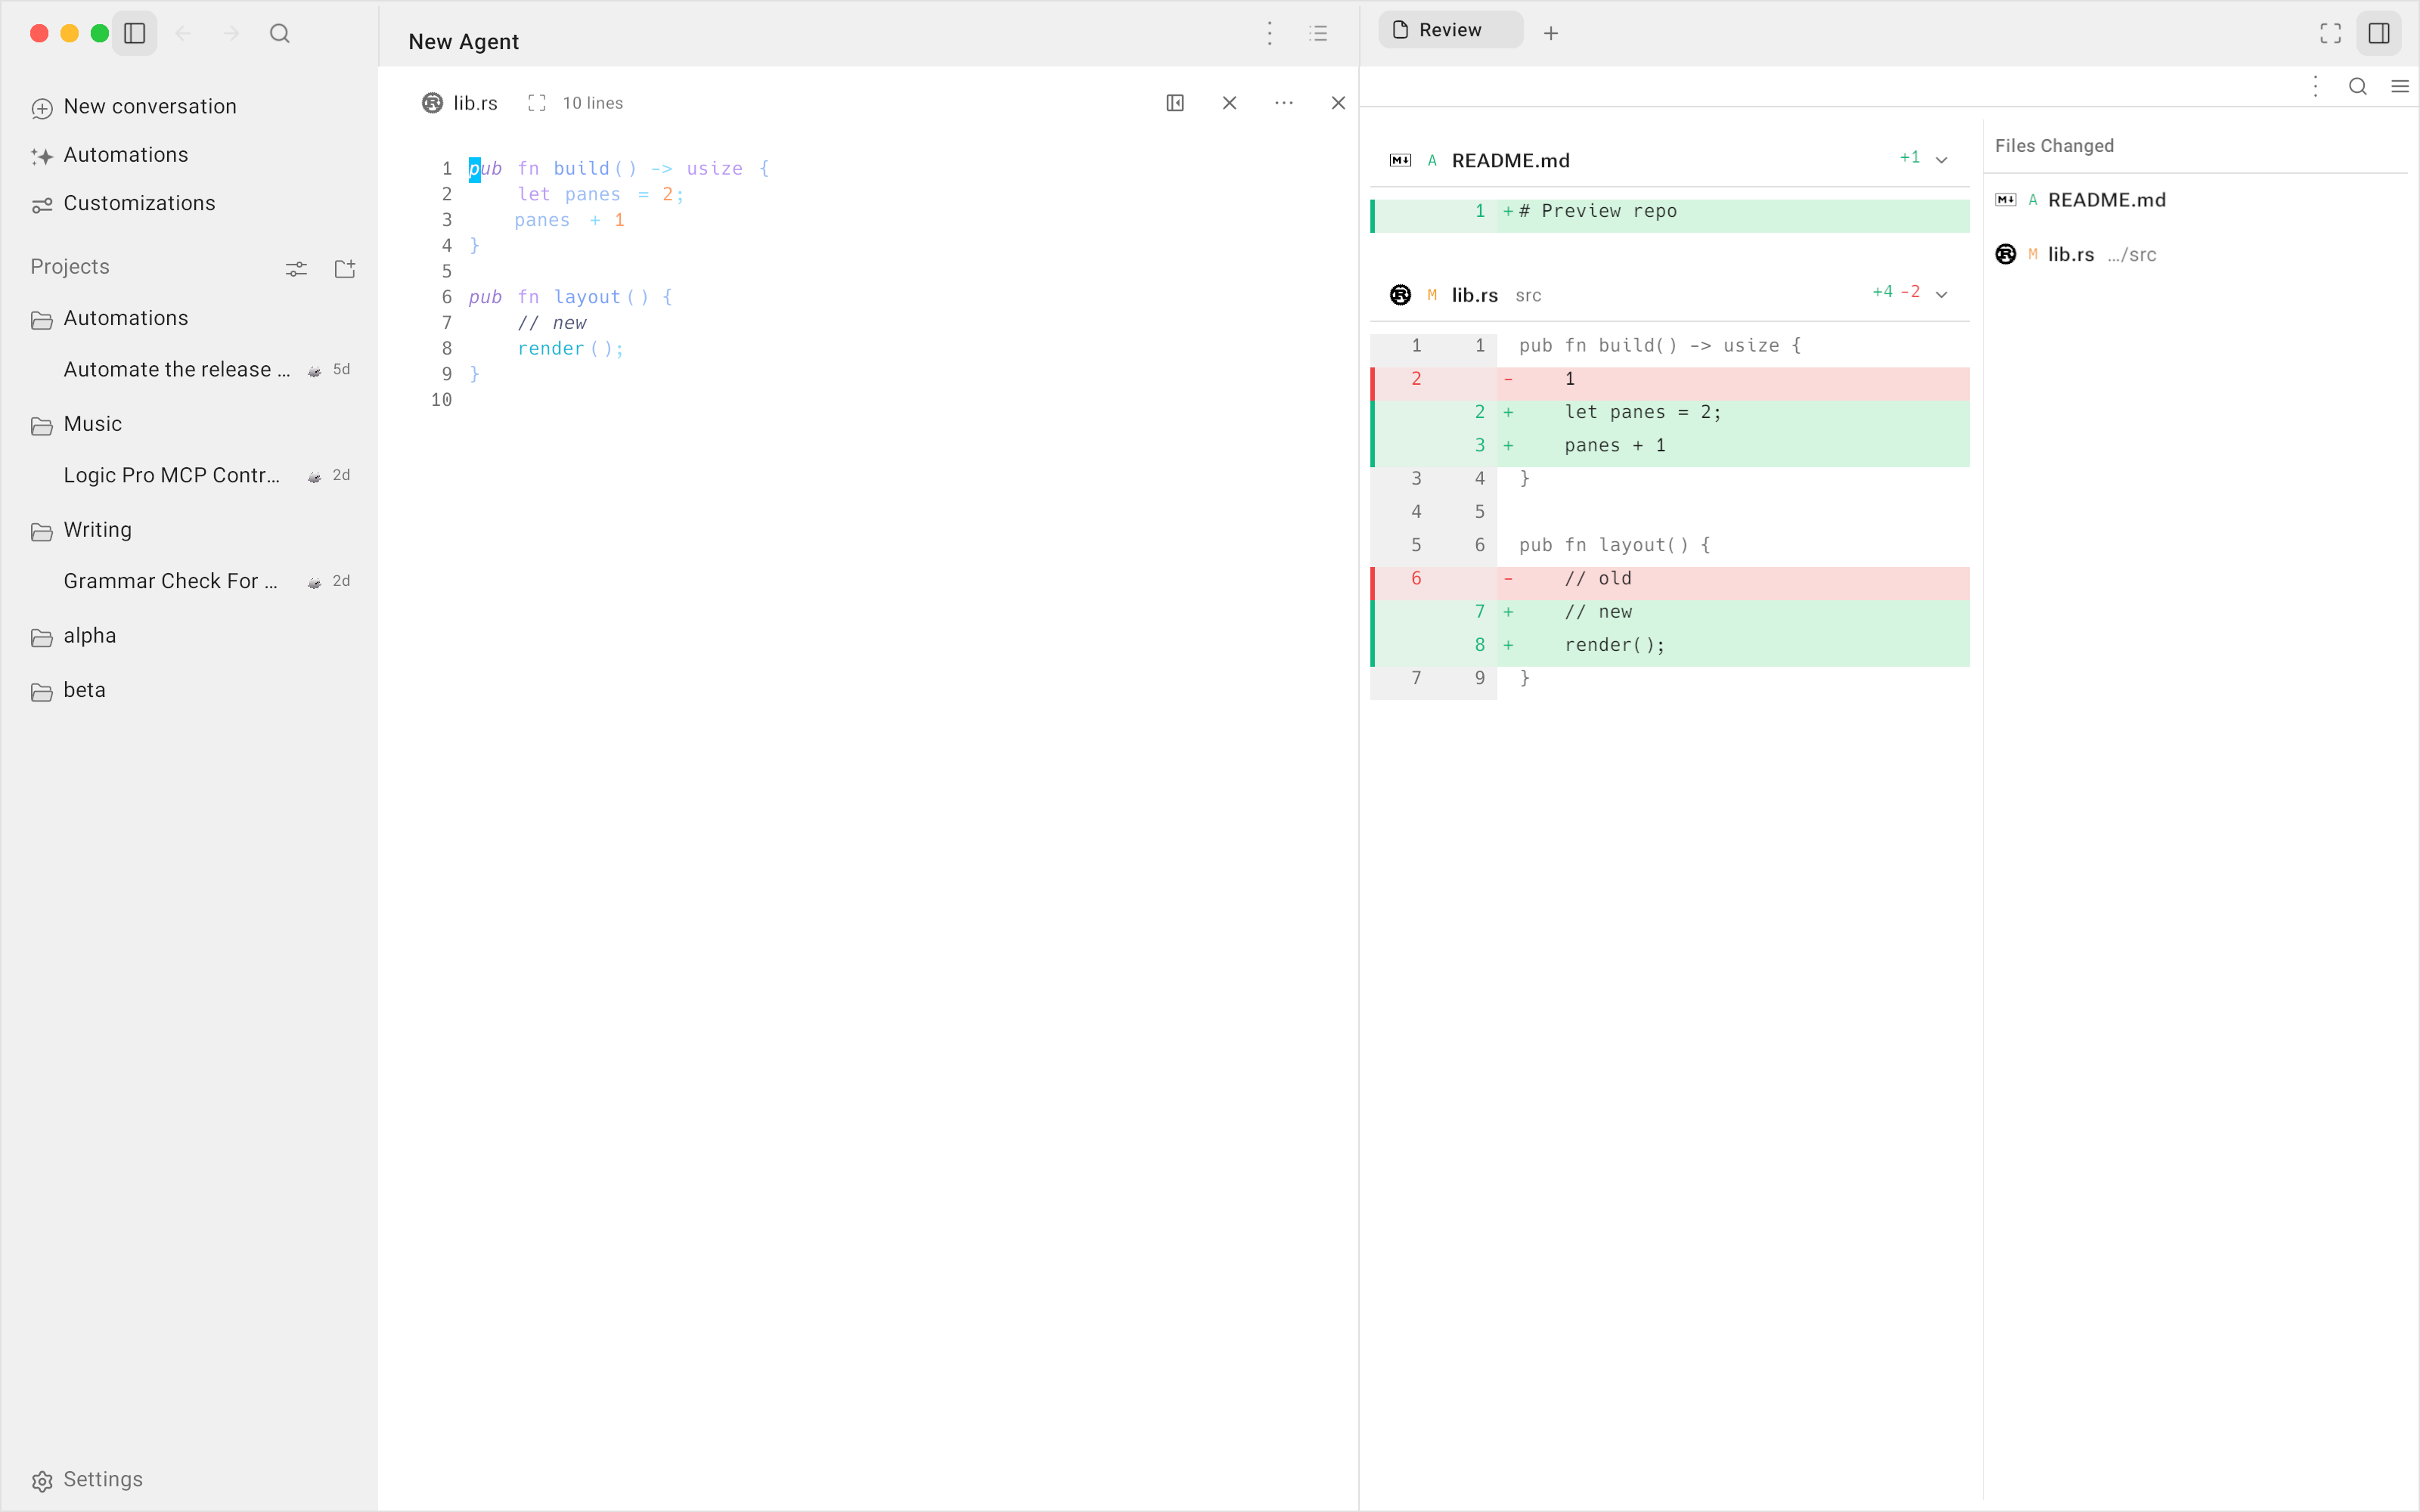 New Agent
Review
New conversation
Automations
Customizations
Projects
Automations
Automate the release ... 5d
Music
Logic Pro MCP Contr... 2d
Writing
Grammar Check For ... 2d
alpha
beta
Settings
lib.rs 10 lines
1 pub fn build() -> usize {
2     let panes = 2;
3     panes + 1
4 }
5
6 pub fn layout() {
7     // new
8     render();
9 }
10
M↓ A README.md +1
1 + # Preview repo
R M lib.rs src +4 -2
1 1 pub fn build() -> usize {
2 -     1
2 +     let panes = 2;
3 +     panes + 1
3 4 }
4 5
5 6 pub fn layout() {
6 -     // old
7 +     // new
8 +     render();
7 9 }
Files Changed
M↓ A README.md
R M lib.rs .../src